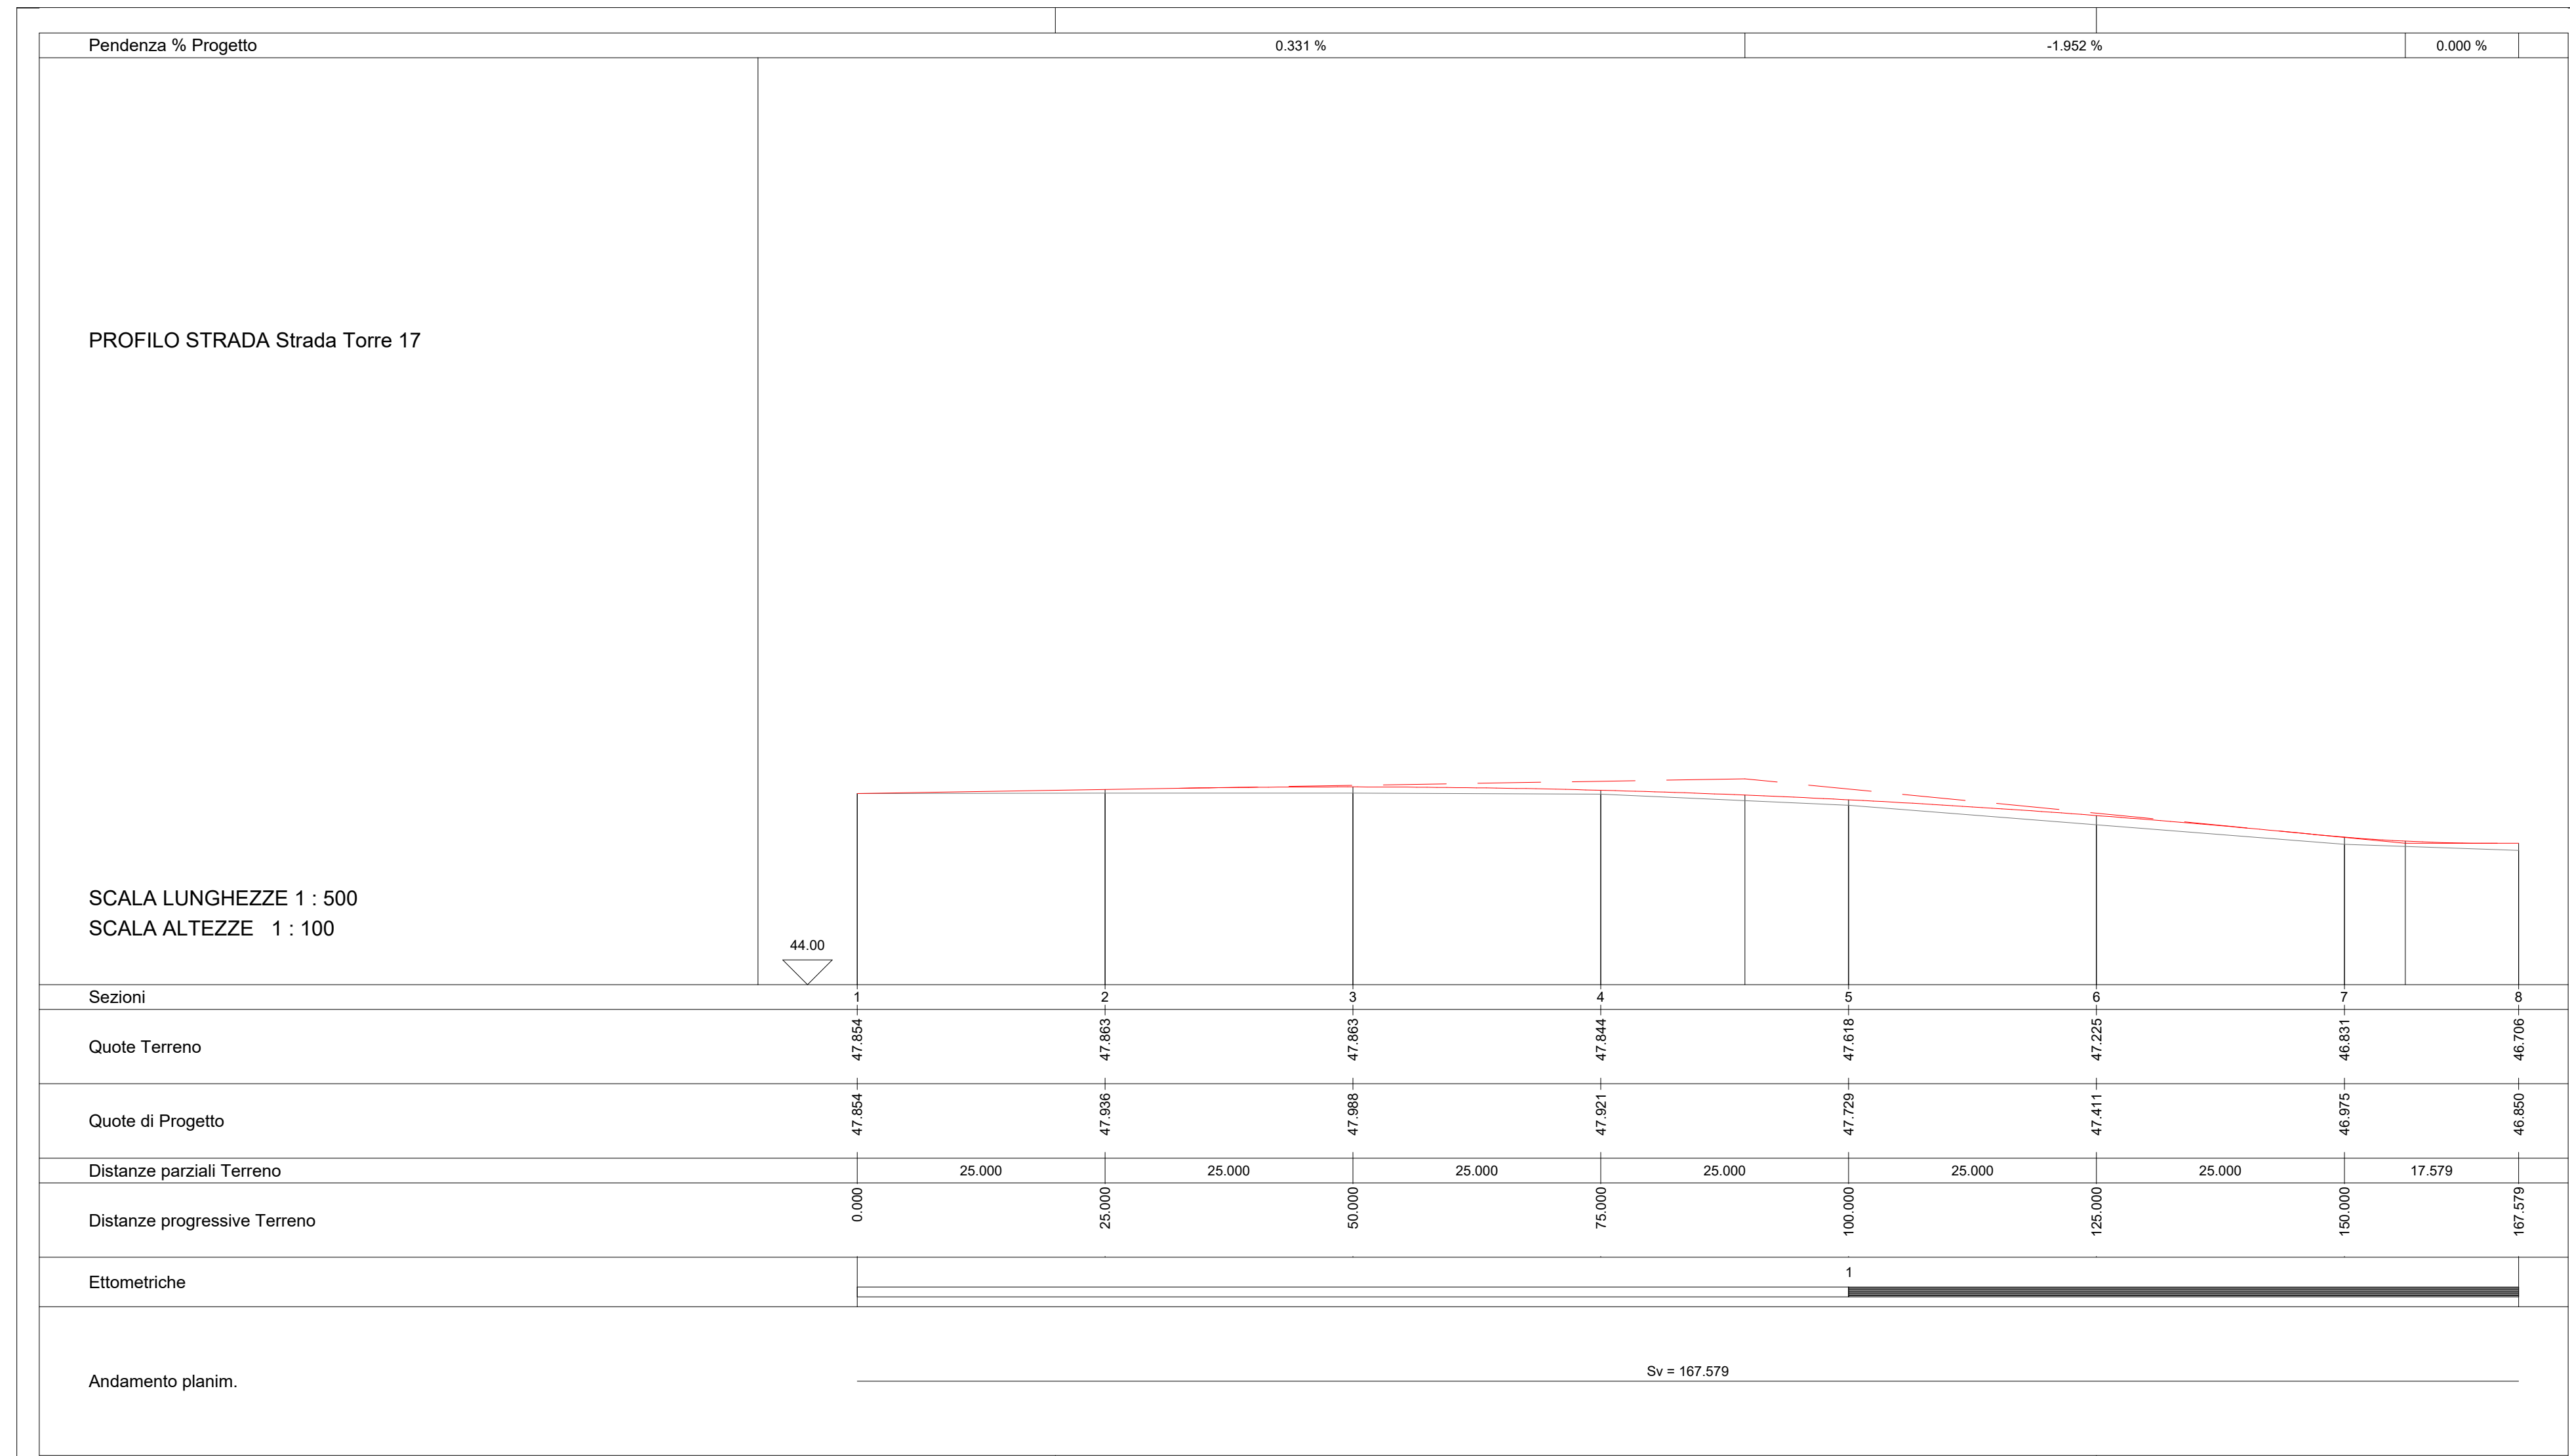 Pendenza % Progetto 0.331 % -1.952 % 0.000 %
PROFILO STRADA Strada Torre 17
SCALA LUNGHEZZE 1 : 500
SCALA ALTEZZE 1 : 100
44.00
Sezioni 1 2 3 4 5 6 7 8
Quote Terreno 47.854 47.863 47.863 47.844 47.618 47.225 46.831 46.706
Quote di Progetto 47.854 47.936 47.988 47.921 47.729 47.411 46.975 46.850
Distanze parziali Terreno 25.000 25.000 25.000 25.000 25.000 25.000 17.579
Distanze progressive Terreno 0.000 25.000 50.000 75.000 100.000 125.000 150.000 167.579
Ettometriche 1
Andamento planim. Sv = 167.579